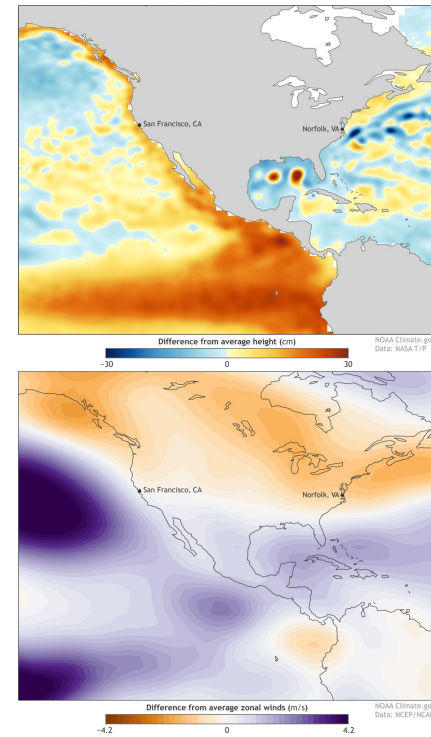 San Francisco, CA
Norfolk, VA
Difference from average height (cm)
−30 0 30
NOAA Climate.go
Data: NASA T/P
San Francisco, CA
Norfolk, VA
Difference from average zonal winds (m/s)
−4.2 0 4.2
NOAA Climate.go
Data: NCEP/NCA